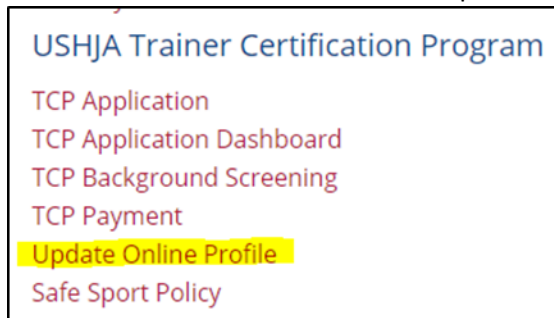 USHJA Trainer Certification Program
TCP Application
TCP Application Dashboard
TCP Background Screening
TCP Payment
Update Online Profile
Safe Sport Policy